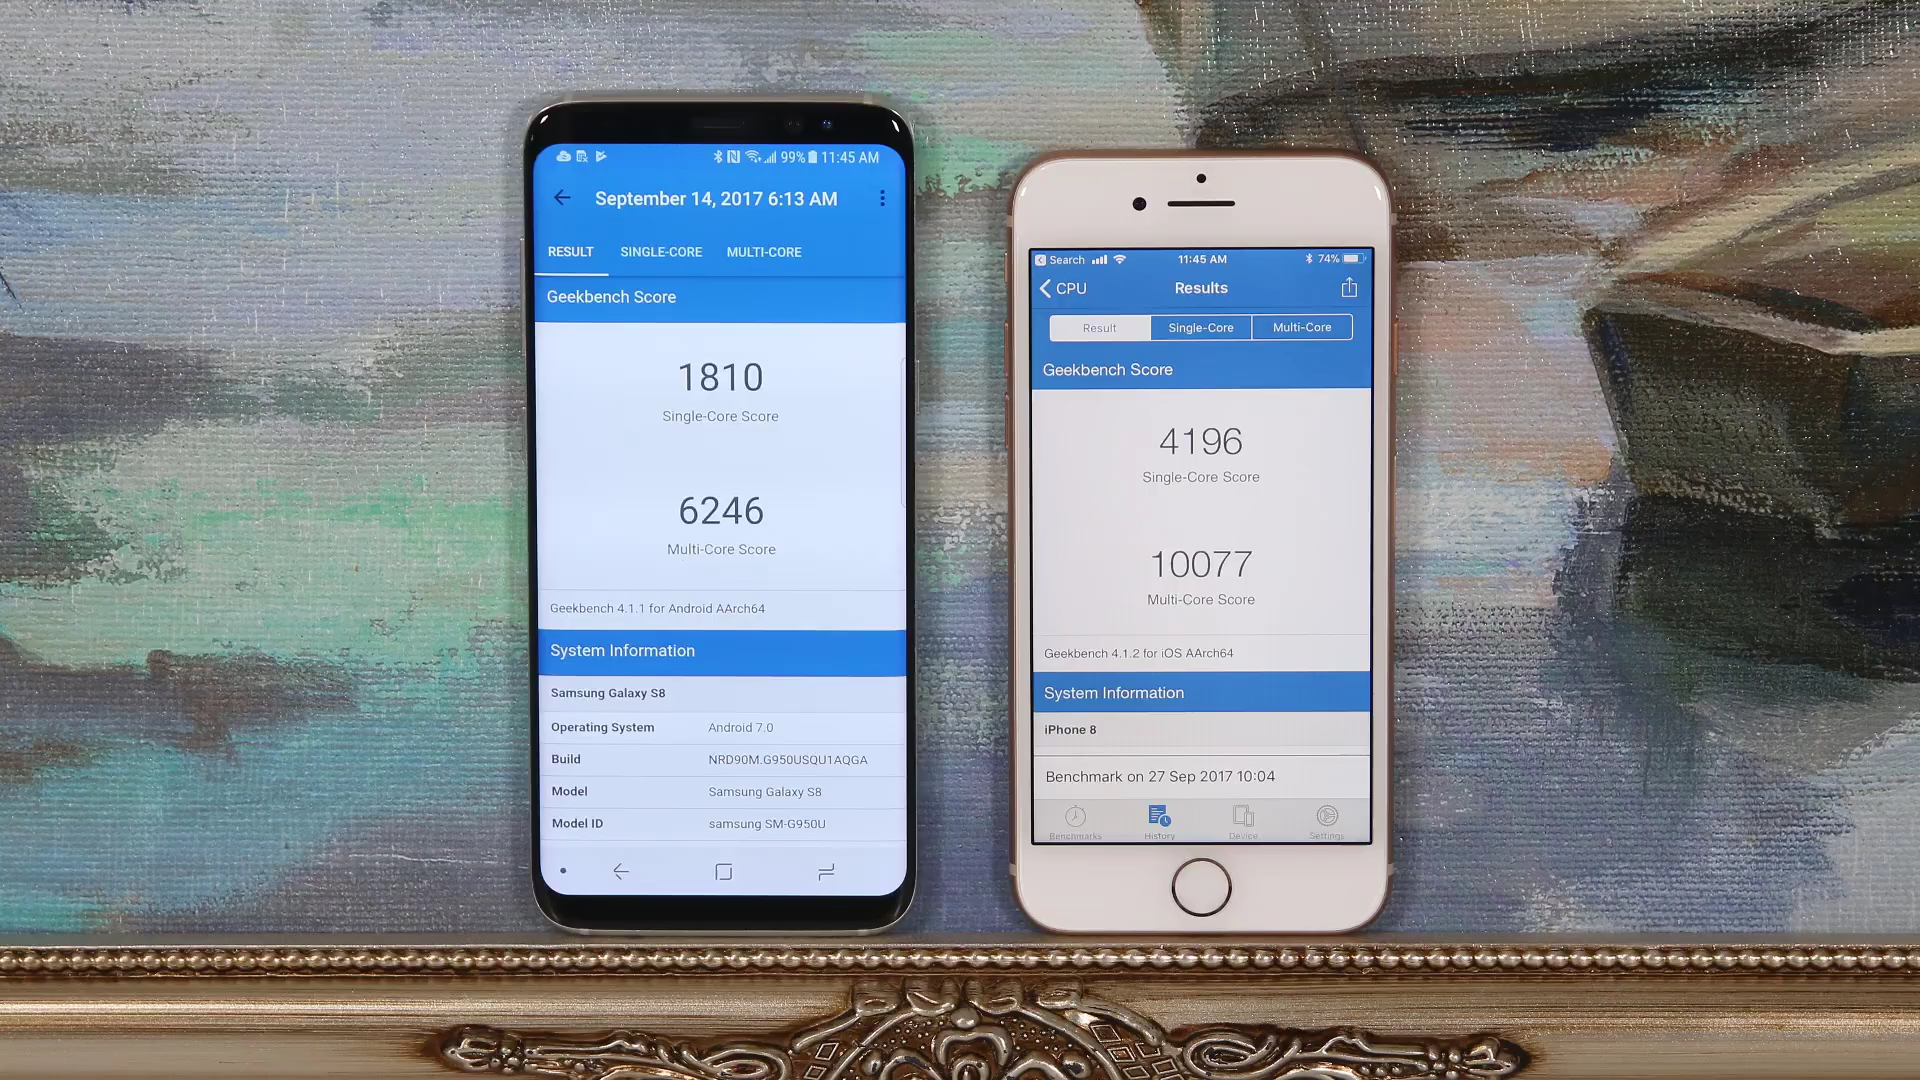 99% 11:45 AM
September 14, 2017 6:13 AM
RESULT SINGLE-CORE MULTI-CORE
Geekbench Score
1810
Single-Core Score
6246
Multi-Core Score
Geekbench 4.1.1 for Android AArch64
System Information
Samsung Galaxy S8
Operating System Android 7.0
Build NRD90M.G950USQU1AQGA
Model Samsung Galaxy S8
Model ID samsung SM-G950U
Search 11:45 AM 74%
CPU Results
Result Single-Core Multi-Core
Geekbench Score
4196
Single-Core Score
10077
Multi-Core Score
Geekbench 4.1.2 for iOS AArch64
System Information
iPhone 8
Benchmark on 27 Sep 2017 10:04
Benchmarks History Device Settings